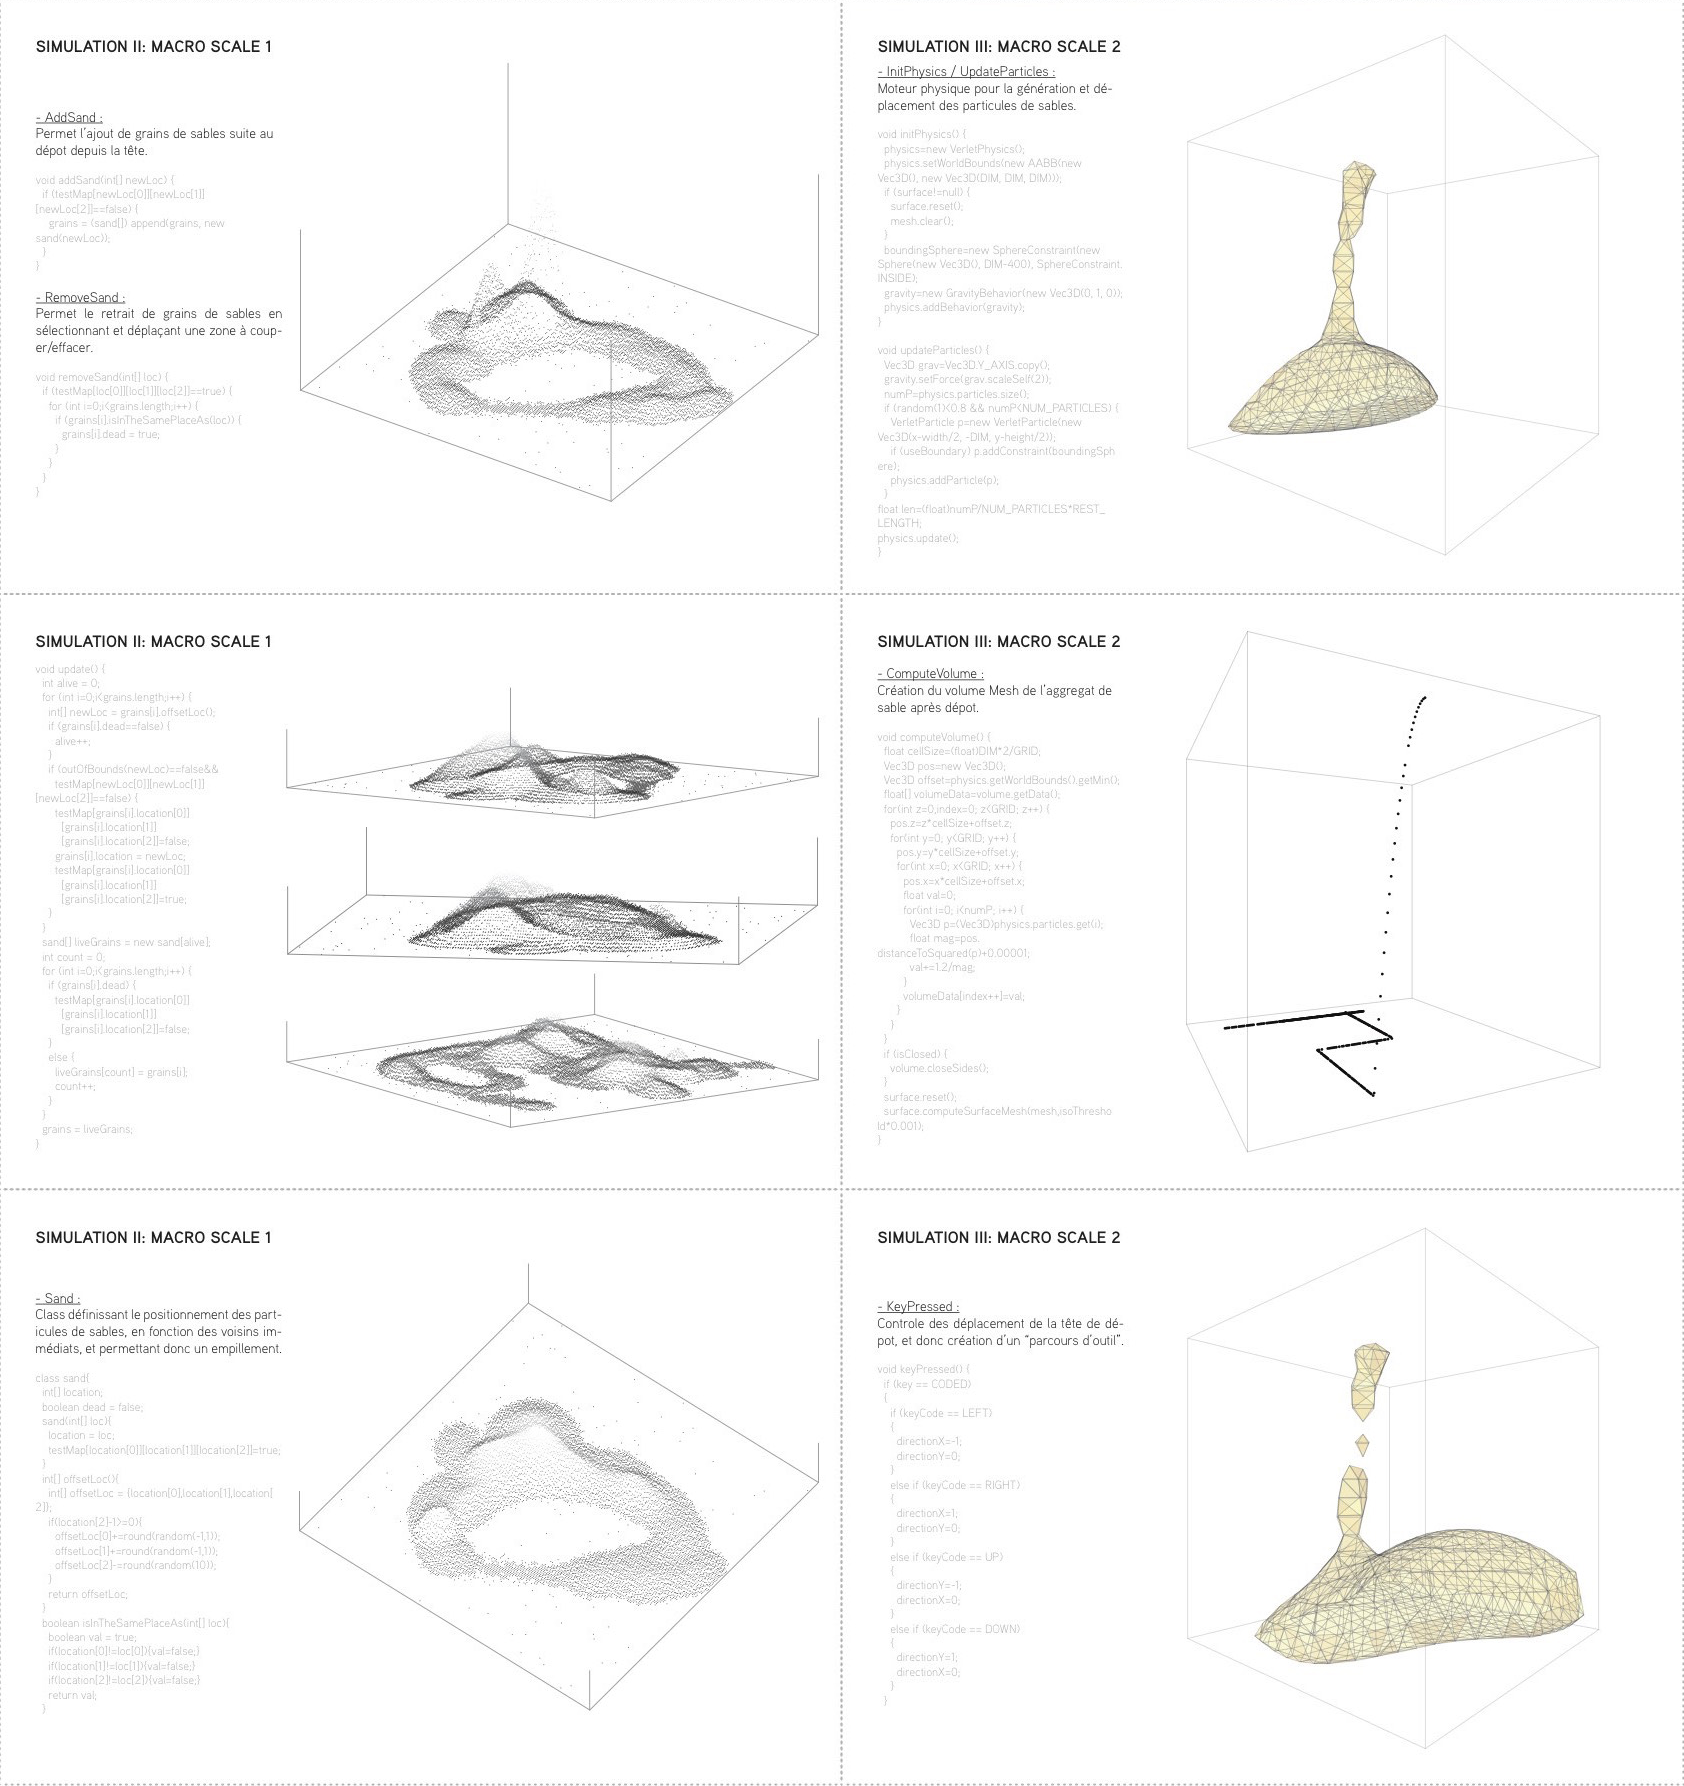 SIMULATION II: MACRO SCALE 1
- AddSand :
Permet l'ajout de grains de sables suite au
dépot depuis la tête.
void addSand(int[] newLoc) {
if (testMap[newLoc[0]][newLoc[1]]
[newLoc[2]]==false) {
grains = (sand[]) append(grains, new
sand(newLoc));
}
}
- RemoveSand :
Permet le retrait de grains de sables en
sélectionnant et déplaçant une zone à coup-
er/effacer.
void removeSand(int[] loc) {
if (testMap[loc[0]][loc[1]][loc[2]]==true) {
for (int i=0;i<grains.length;i++) {
if (grains[i].isInTheSamePlaceAs(loc)) {
grains[i].dead = true;
}
}
}
}
SIMULATION III: MACRO SCALE 2
- InitPhysics / UpdateParticles :
Moteur physique pour la génération et dé-
placement des particules de sables.
void initPhysics() {
physics=new VerletPhysics();
physics.setWorldBounds(new AABB(new
Vec3D(), new Vec3D(DIM, DIM, DIM)));
if (surface!=null) {
surface.reset();
mesh.clear();
}
boundingSphere=new SphereConstraint(new
Sphere(new Vec3D(), DIM-400), SphereConstraint.
INSIDE);
gravity=new GravityBehavior(new Vec3D(0, 1, 0));
physics.addBehavior(gravity);
}
void updateParticles() {
Vec3D grav=Vec3D.Y_AXIS.copy();
gravity.setForce(grav.scaleSelf(2));
numP=physics.particles.size();
if (random(1)<0.8 && numP<NUM_PARTICLES) {
VerletParticle p=new VerletParticle(new
Vec3D(x-width/2, -DIM, y-height/2));
if (useBoundary) p.addConstraint(boundingSph
ere);
physics.addParticle(p);
}
float len=(float)numP/NUM_PARTICLES*REST_
LENGTH;
physics.update();
}
SIMULATION II: MACRO SCALE 1
void update() {
int alive = 0;
for (int i=0;i<grains.length;i++) {
int[] newLoc = grains[i].offsetLoc();
if (grains[i].dead==false) {
alive++;
}
if (outOfBounds(newLoc)==false&&
testMap[newLoc[0]][newLoc[1]]
[newLoc[2]]==false) {
testMap[grains[i].location[0]]
[grains[i].location[1]]
[grains[i].location[2]]=false;
grains[i].location = newLoc;
testMap[grains[i].location[0]]
[grains[i].location[1]]
[grains[i].location[2]]=true;
}
}
sand[] liveGrains = new sand[alive];
int count = 0;
for (int i=0;i<grains.length;i++) {
if (grains[i].dead) {
testMap[grains[i].location[0]]
[grains[i].location[1]]
[grains[i].location[2]]=false;
}
else {
liveGrains[count] = grains[i];
count++;
}
}
grains = liveGrains;
}
SIMULATION III: MACRO SCALE 2
- ComputeVolume :
Création du volume Mesh de l'aggregat de
sable après dépot.
void computeVolume() {
float cellSize=(float)DIM*2/GRID;
Vec3D pos=new Vec3D();
Vec3D offset=physics.getWorldBounds().getMin();
float[] volumeData=volume.getData();
for(int z=0,index=0; z<GRID; z++) {
pos.z=z*cellSize+offset.z;
for(int y=0; y<GRID; y++) {
pos.y=y*cellSize+offset.y;
for(int x=0; x<GRID; x++) {
pos.x=x*cellSize+offset.x;
float val=0;
for(int i=0; i<numP; i++) {
Vec3D p=(Vec3D)physics.particles.get(i);
float mag=pos.
distanceToSquared(p)+0.00001;
val+=1.2/mag;
}
volumeData[index++]=val;
}
}
}
if (isClosed) {
volume.closeSides();
}
surface.reset();
surface.computeSurfaceMesh(mesh,isoThresho
ld*0.001);
}
SIMULATION II: MACRO SCALE 1
- Sand :
Class définissant le positionnement des part-
icules de sables, en fonction des voisins im-
médiats, et permettant donc un empillement.
class sand{
int[] location;
boolean dead = false;
sand(int[] loc){
location = loc;
testMap[location[0]][location[1]][location[2]]=true;
}
int[] offsetLoc(){
int[] offsetLoc = {location[0],location[1],location[
2]};
if(location[2]-1>=0){
offsetLoc[0]+=round(random(-1,1));
offsetLoc[1]+=round(random(-1,1));
offsetLoc[2]-=round(random(1.0));
}
return offsetLoc;
}
boolean isInTheSamePlaceAs(int[] loc){
boolean val = true;
if(location[0]!=loc[0]){val=false;}
if(location[1]!=loc[1]){val=false;}
if(location[2]!=loc[2]){val=false;}
return val;
}
SIMULATION III: MACRO SCALE 2
- KeyPressed :
Controle des déplacement de la tête de dé-
pot, et donc création d'un “parcours d'outil”.
void keyPressed() {
if (key == CODED)
{
if (keyCode == LEFT)
{
directionX=-1;
directionY=0;
}
else if (keyCode == RIGHT)
{
directionX=1;
directionY=0;
}
else if (keyCode == UP)
{
directionY=-1;
directionX=0;
}
else if (keyCode == DOWN)
{
directionY=1;
directionX=0;
}
}